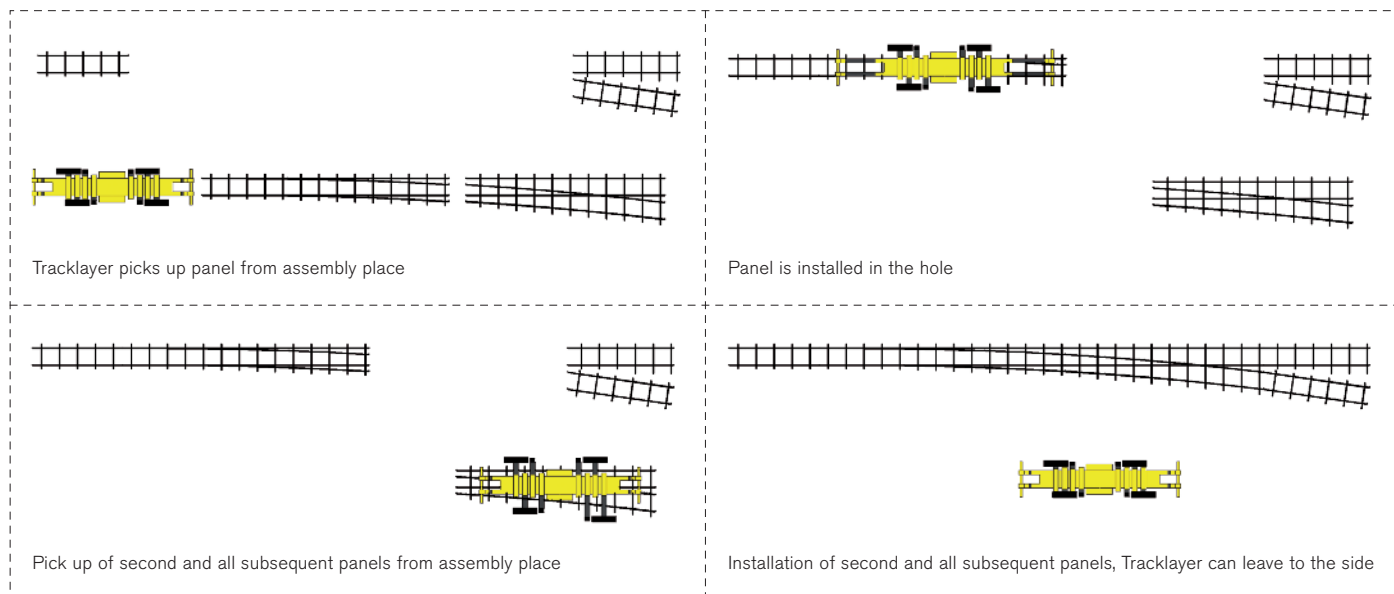 Tracklayer picks up panel from assembly place
Panel is installed in the hole
Pick up of second and all subsequent panels from assembly place
Installation of second and all subsequent panels, Tracklayer can leave to the side